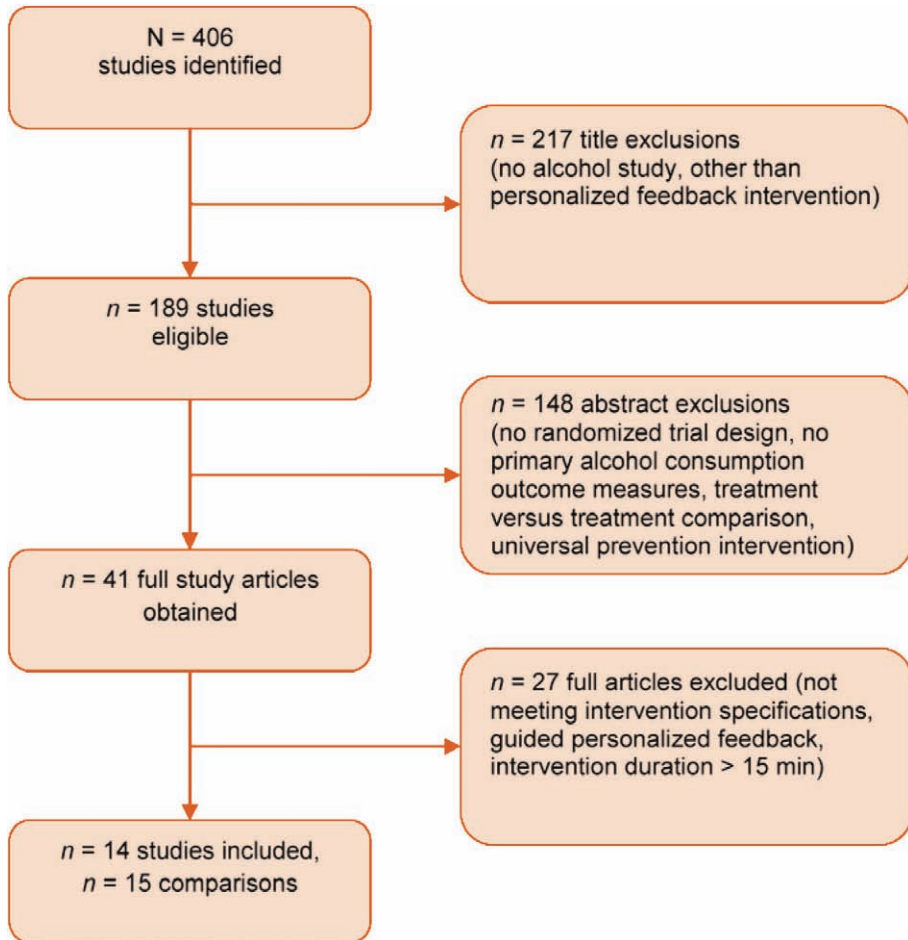 N = 406
studies identified
n = 217 title exclusions
(no alcohol study, other than
personalized feedback intervention)
n = 189 studies
eligible
n = 148 abstract exclusions
(no randomized trial design, no
primary alcohol consumption
outcome measures, treatment
versus treatment comparison,
universal prevention intervention)
n = 41 full study articles
obtained
n = 27 full articles excluded (not
meeting intervention specifications,
guided personalized feedback,
intervention duration > 15 min)
n = 14 studies included,
n = 15 comparisons